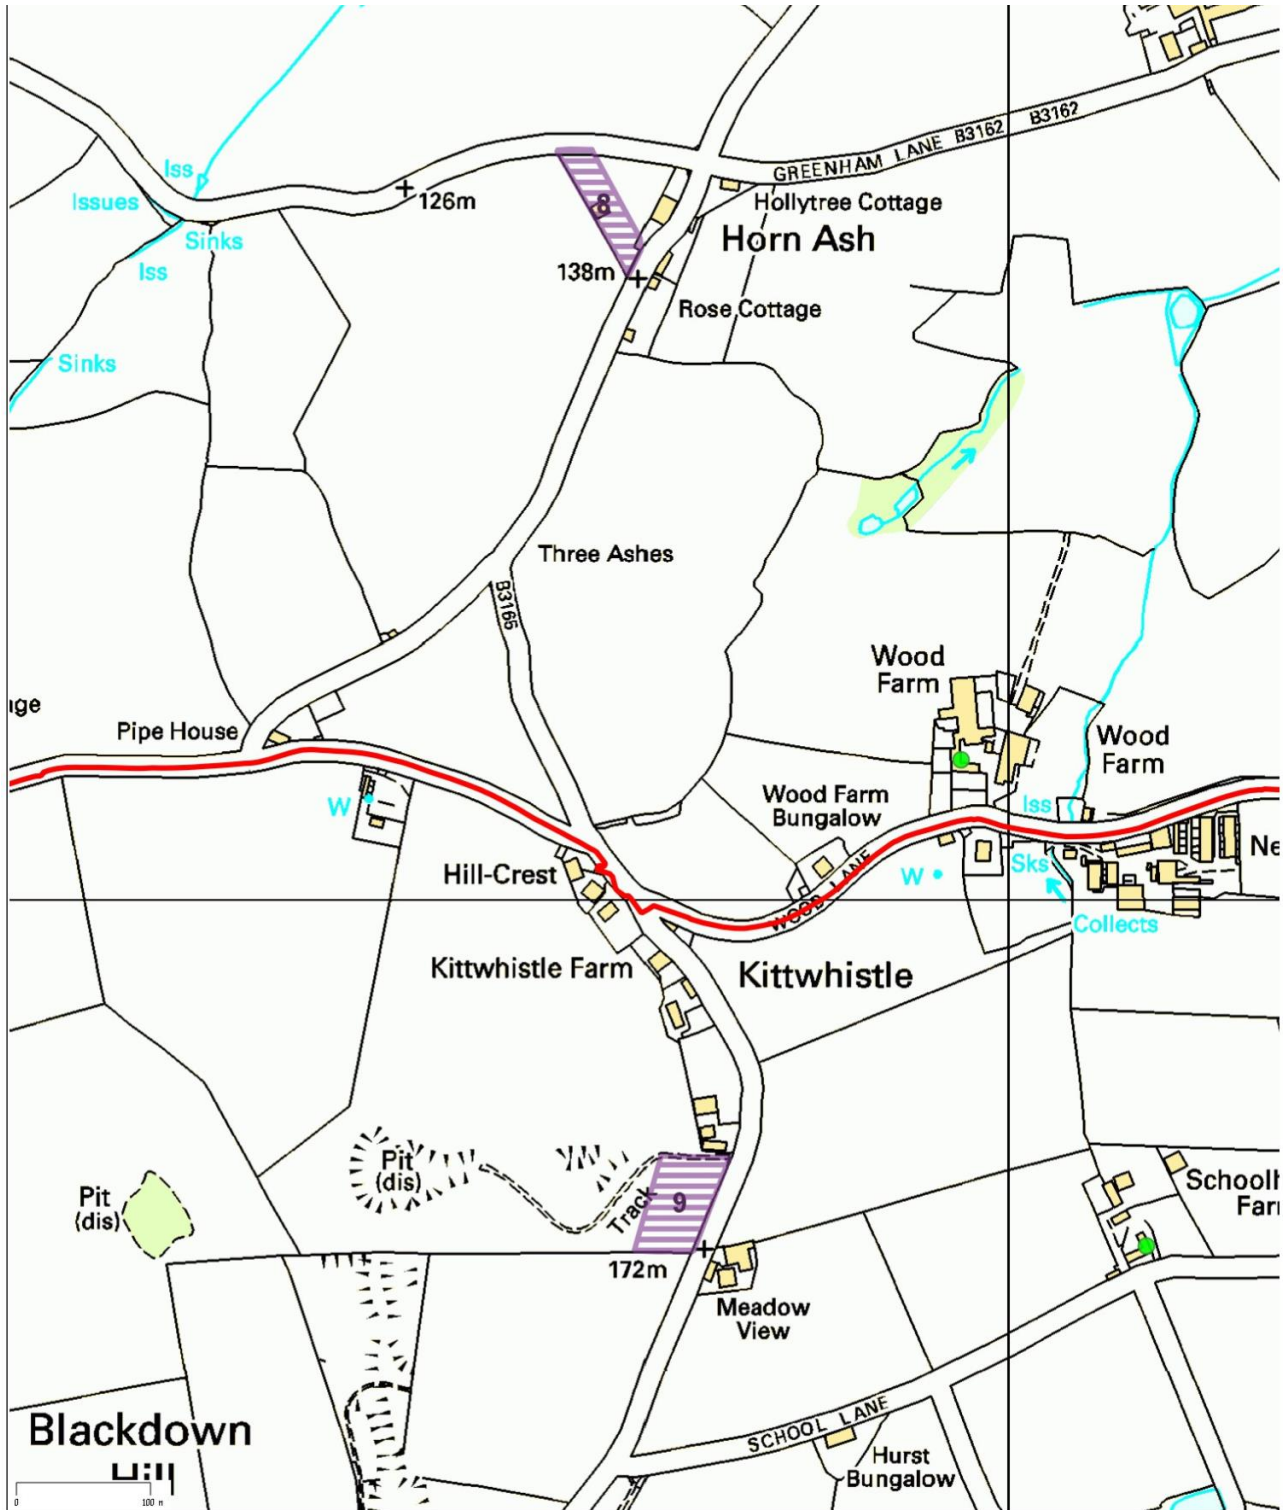 Iss
Issues
126m
GREENHAM LANE B3162
B3162
Hollytree Cottage
8
Sinks
Horn Ash
Iss
138m
Rose Cottage
Sinks
Three Ashes
B3165
Wood
Farm
Pipe House
Wood
Farm
Wood Farm
Bungalow
W
Iss
Hill-Crest
W
Sks
WOOD LANE
Collects
Kittwhistle Farm
Kittwhistle
Pit
(dis)
Pit
(dis)
Track
9
172m
Meadow
View
SCHOOL LANE
Blackdown
Hurst
Bungalow
0
100 m